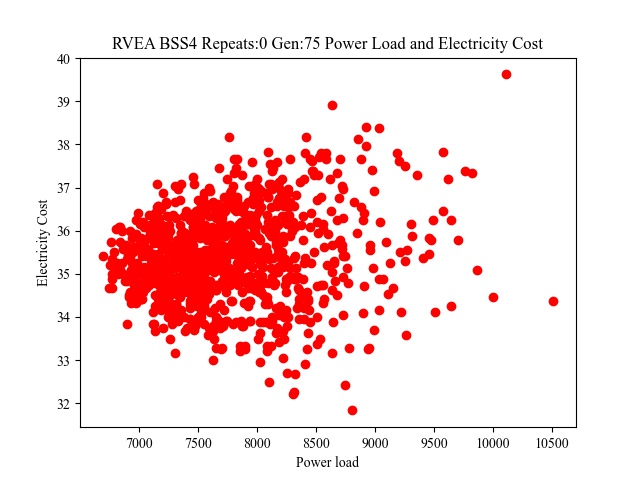 RVEA BSS4 Repeats:0 Gen:75 Power Load and Electricity Cost
40
39
38
37
36
35
34
33
32
Electricity Cost
7000 7500 8000 8500 9000 9500 10000 10500
Power load